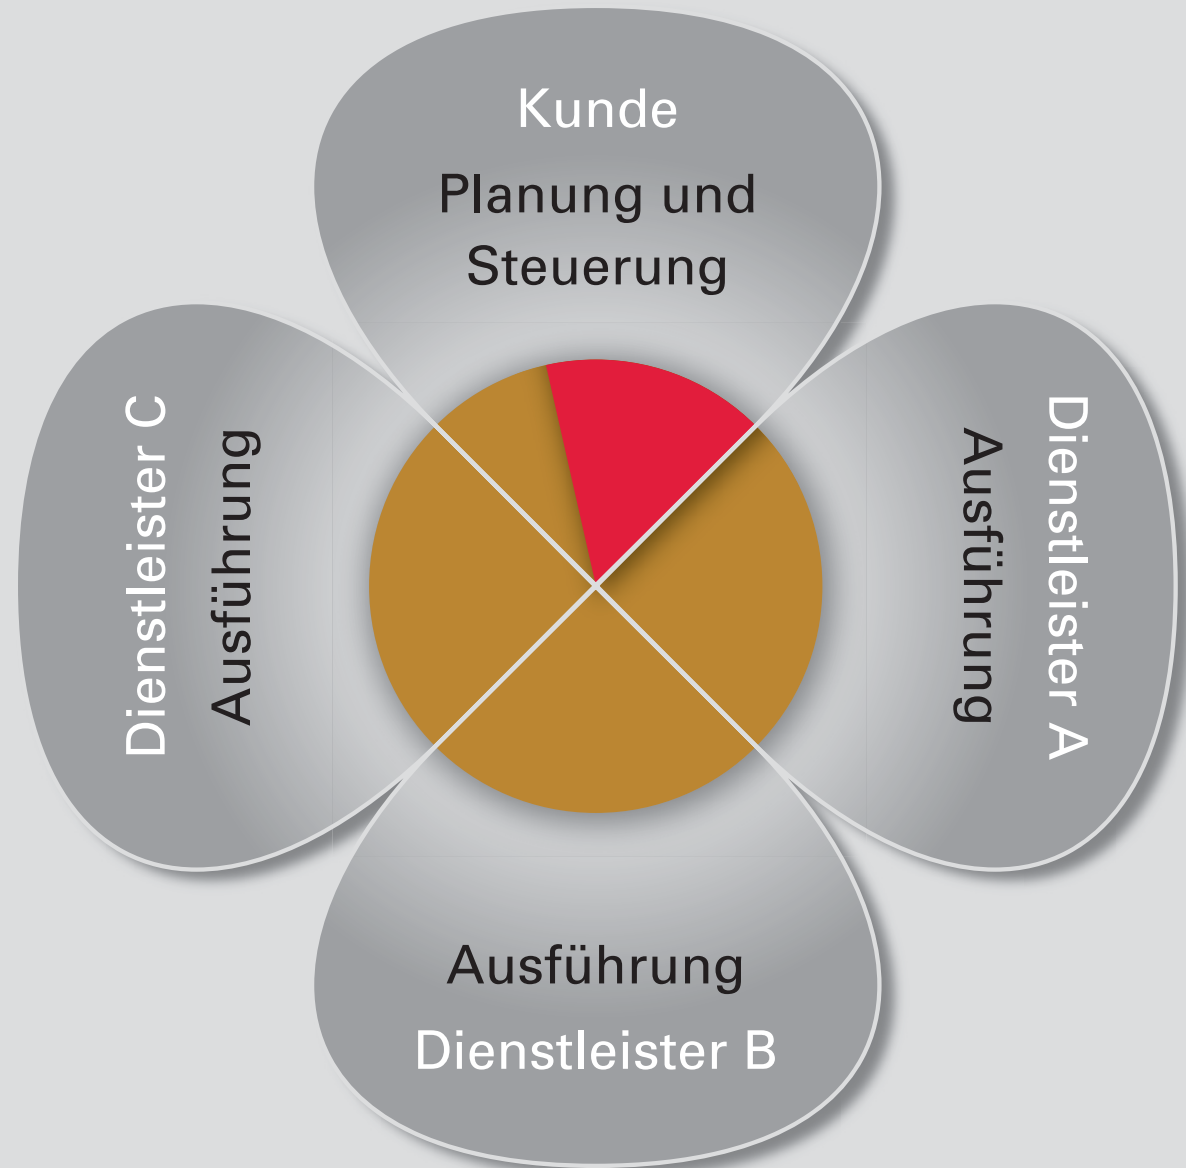 Kunde
Planung und
Steuerung
Dienstleister C
Ausführung
Ausführung
Dienstleister A
Ausführung
Dienstleister B